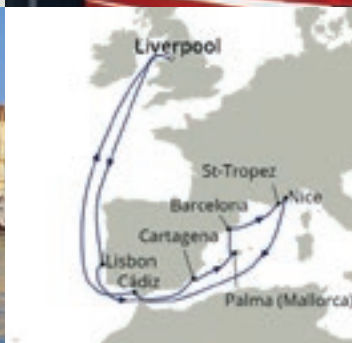 Liverpool
St-Tropez
Nice
Barcelona
Cartagena
Lisbon
Cádiz
Palma (Mallorca)